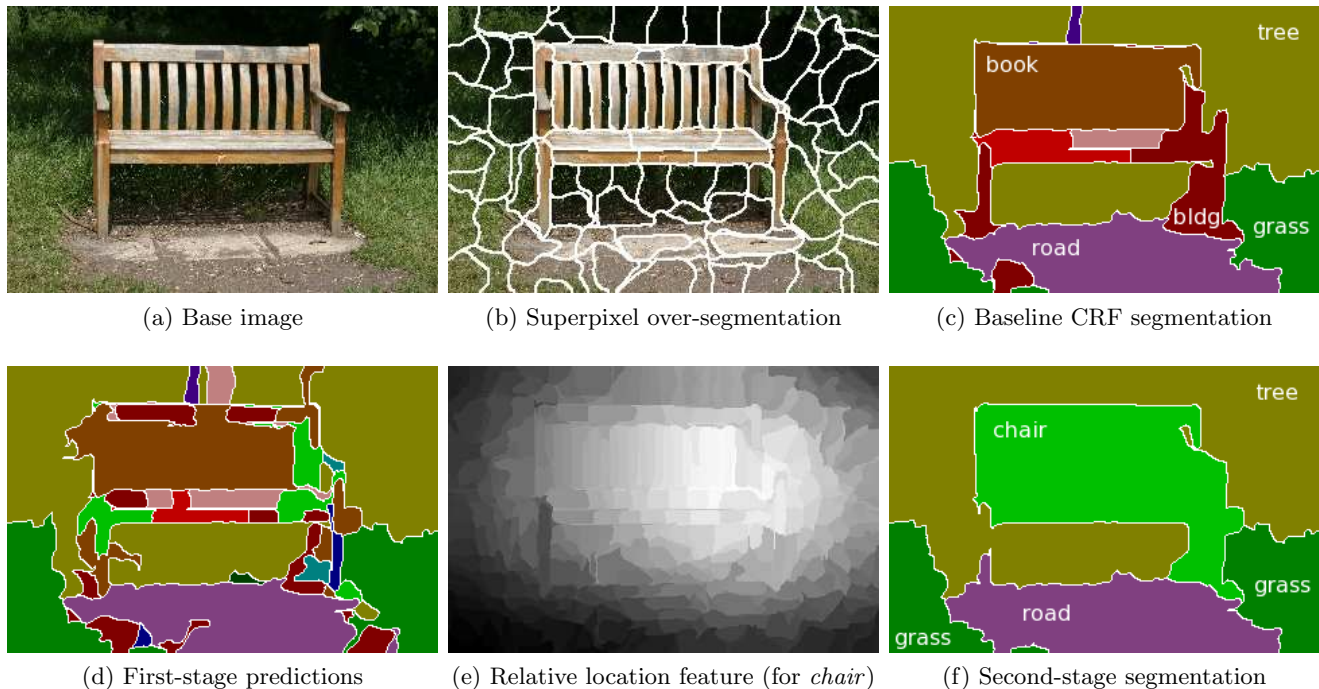 tree
book
bldg
grass
road
(a) Base image
(b) Superpixel over-segmentation
(c) Baseline CRF segmentation
tree
chair
grass
road
grass
(d) First-stage predictions
(e) Relative location feature (for chair)
(f) Second-stage segmentation